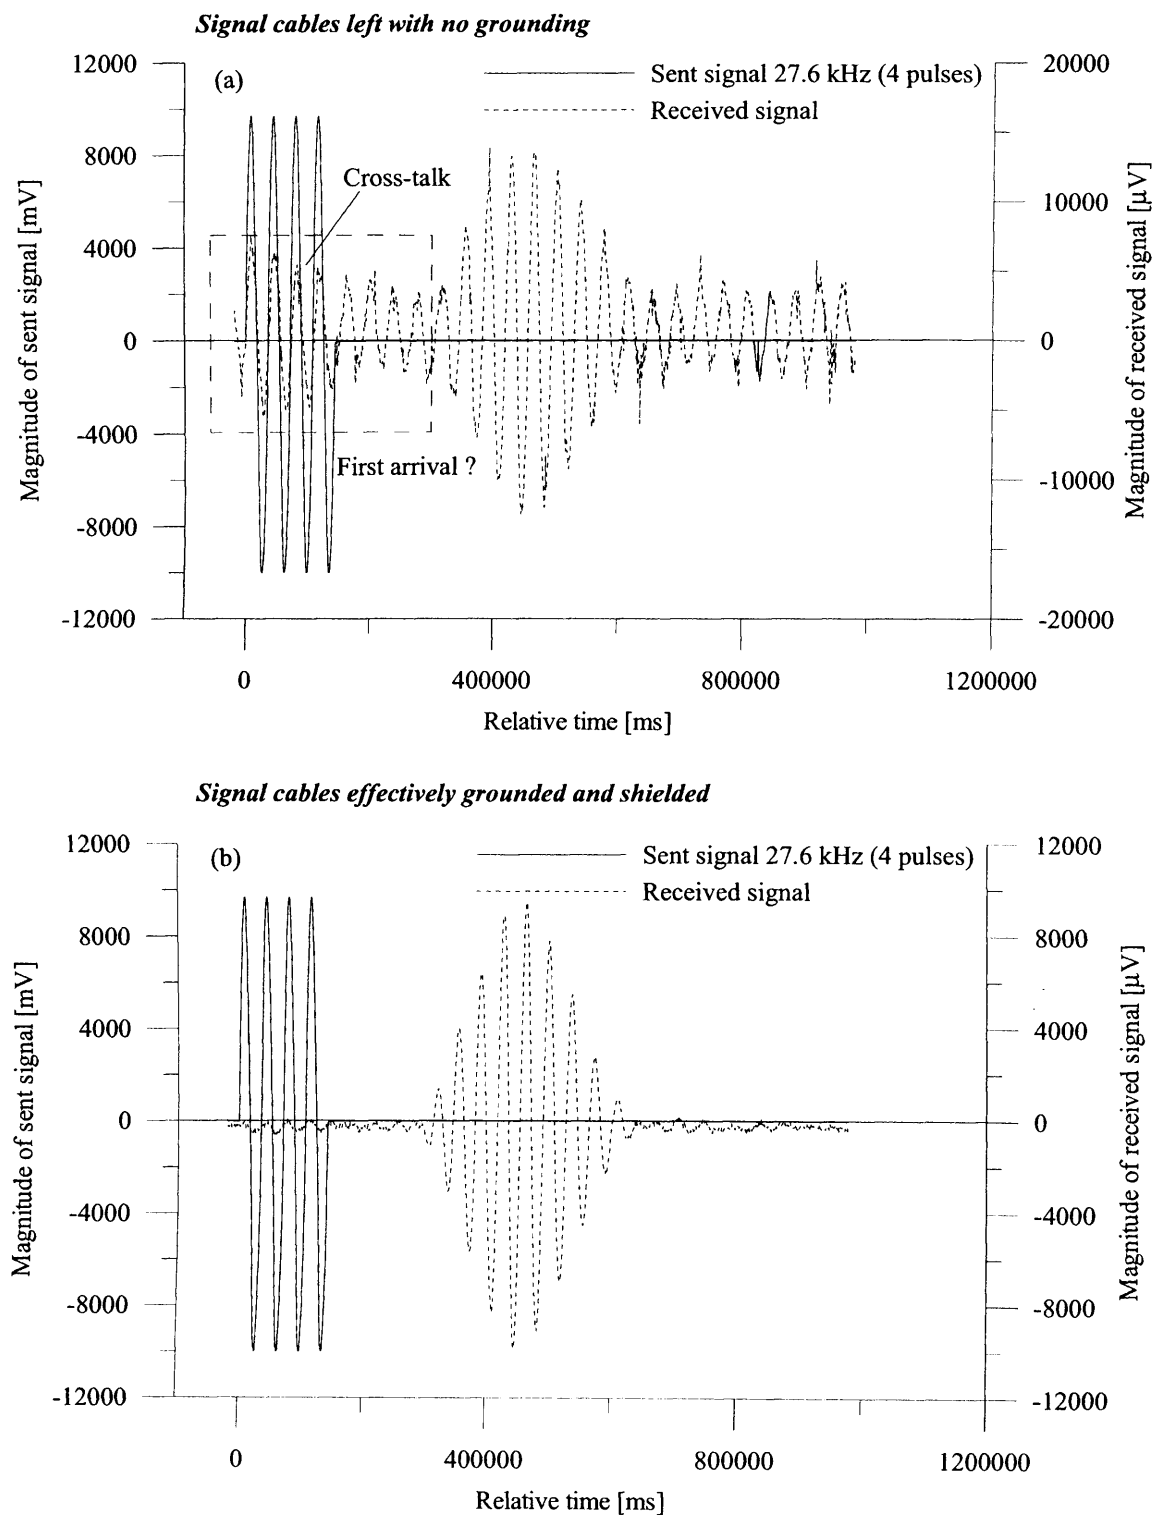 Signal cables left with no grounding
(a)
Sent signal 27.6 kHz (4 pulses)
Received signal
Cross-talk
First arrival ?
12000
8000
4000
0
-4000
-8000
-12000
Magnitude of sent signal [mV]
20000
10000
0
-10000
-20000
Magnitude of received signal [µV]
0
400000
800000
1200000
Relative time [ms]
Signal cables effectively grounded and shielded
(b)
Sent signal 27.6 kHz (4 pulses)
Received signal
12000
8000
4000
0
-4000
-8000
-12000
Magnitude of sent signal [mV]
12000
8000
4000
0
-4000
-8000
-12000
Magnitude of received signal [µV]
0
400000
800000
1200000
Relative time [ms]